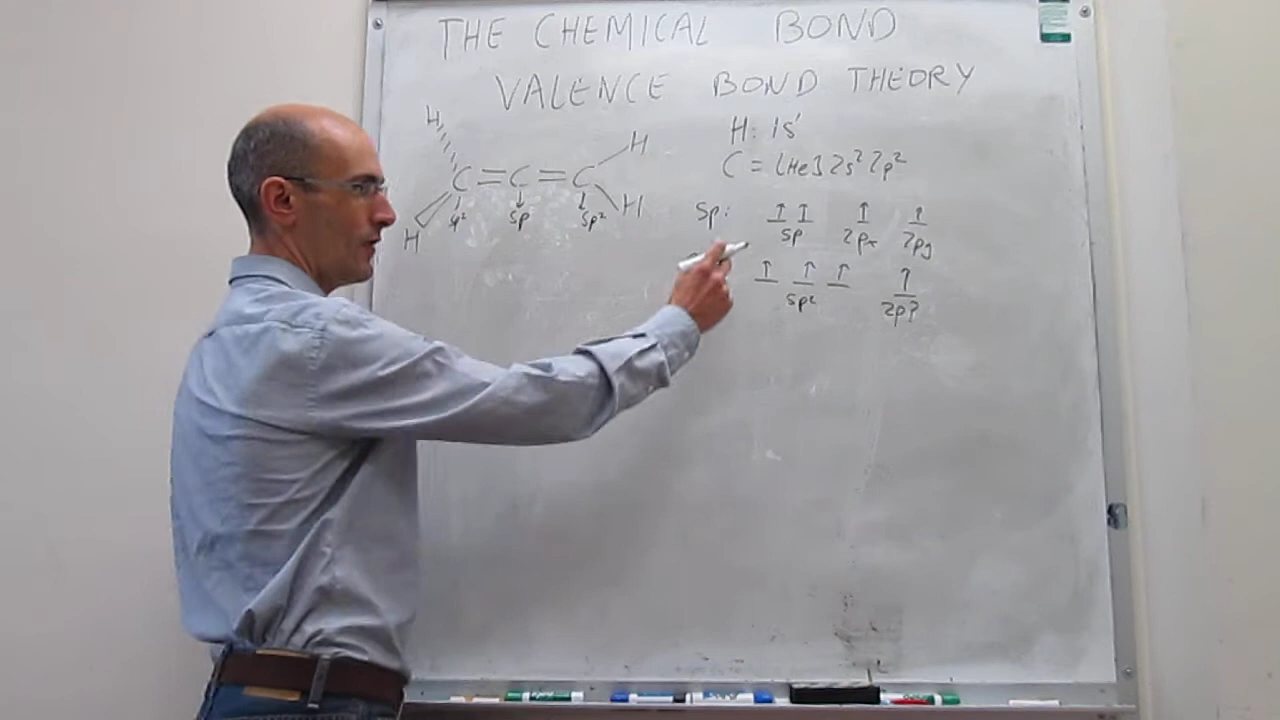 THE CHEMICAL BOND
VALENCE BOND THEORY
H: 1s¹
C = [He] 2s² 2p²
H
H
C = C = C
sp² sp sp²
H
H
sp: ↑ ↑ ↑ ↑
sp 2px 2py
↑ ↑ ↑ ↑
sp² 2p?